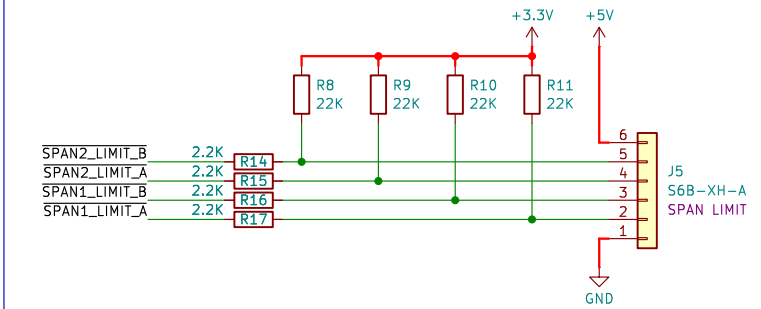 +3.3V
+5V
R8
22K
R9
22K
R10
22K
R11
22K
SPAN2_LIMIT_B
2.2K
R14
SPAN2_LIMIT_A
2.2K
R15
SPAN1_LIMIT_B
2.2K
R16
SPAN1_LIMIT_A
2.2K
R17
6
5
4
3
2
1
J5
S6B-XH-A
SPAN LIMIT
GND